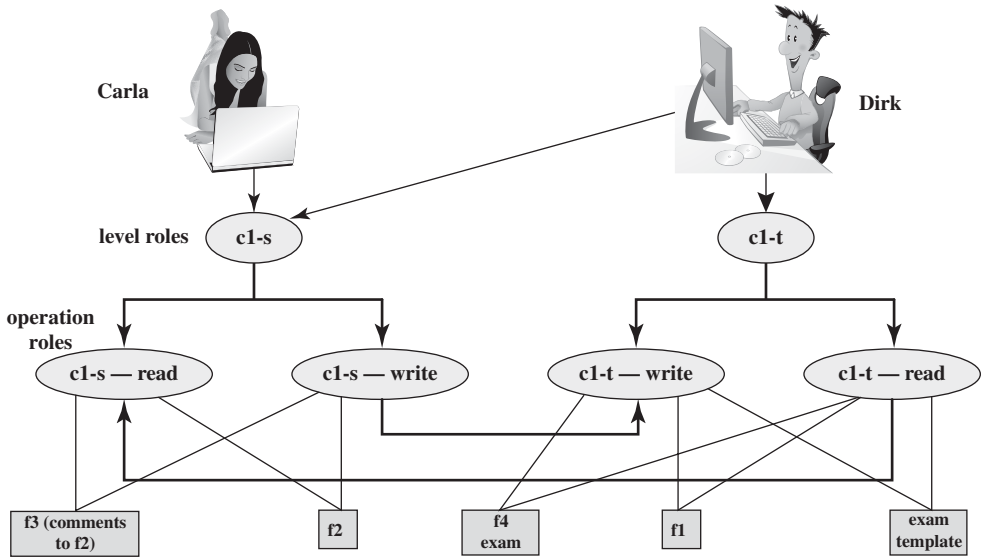 Carla
Dirk
level roles
c1-s
c1-t
operation
roles
c1-s — read
c1-s — write
c1-t — write
c1-t — read
f3 (comments
to f2)
f2
f4
exam
f1
exam
template